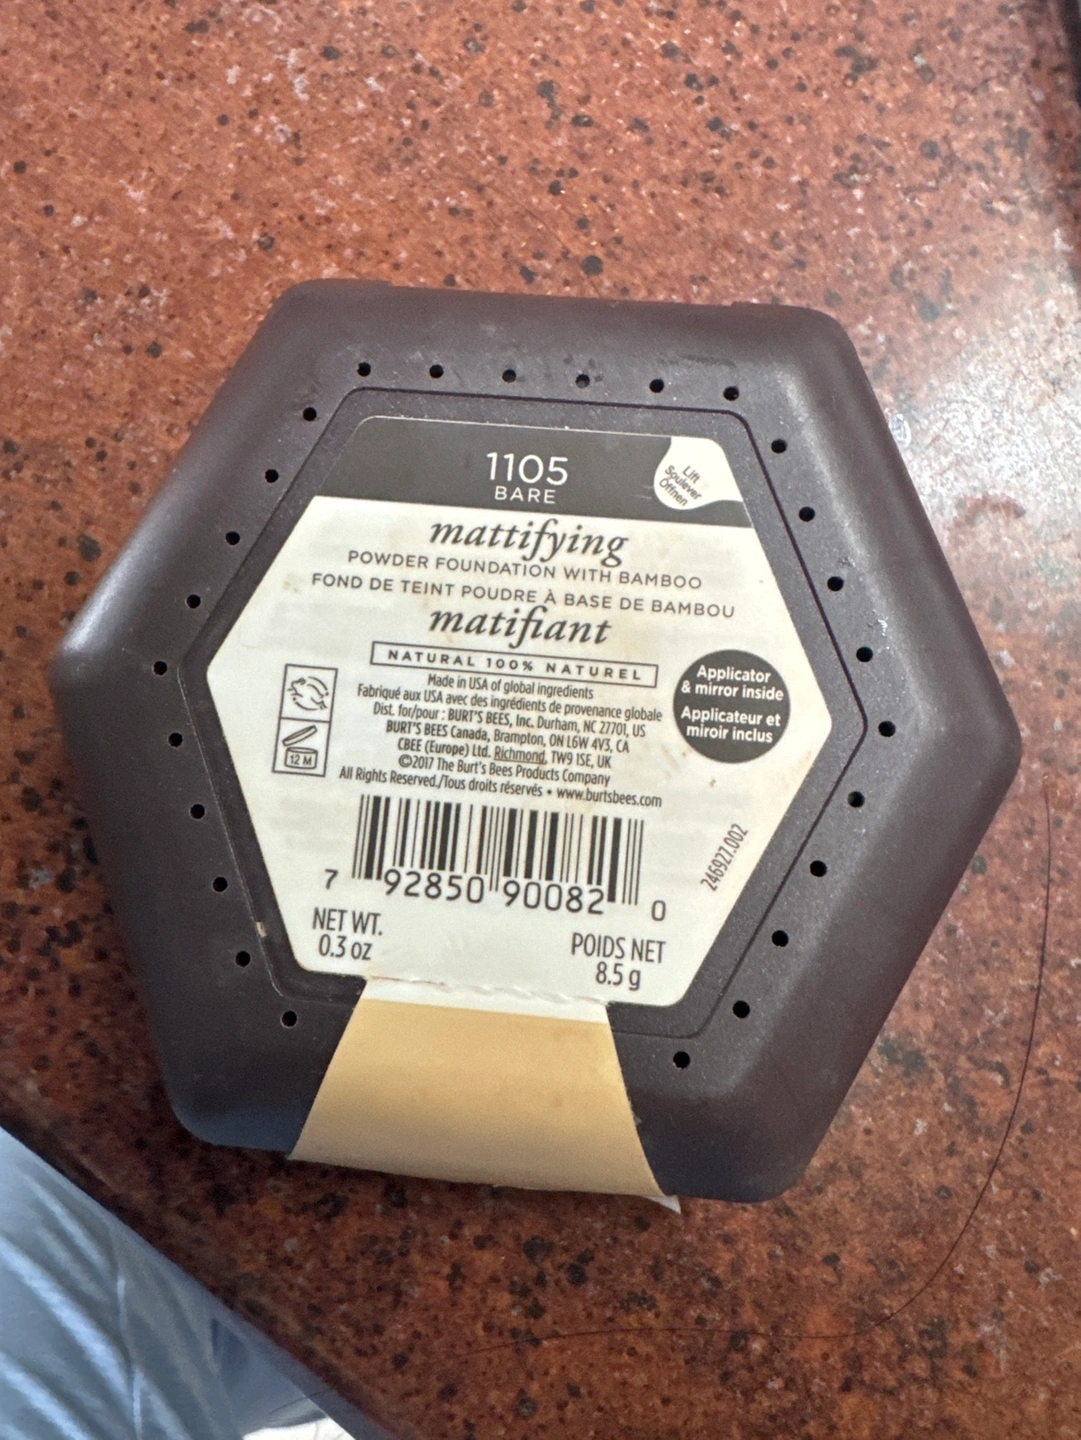 1105
BARE
Lift
Soulever
Öffnen
mattifying
POWDER FOUNDATION WITH BAMBOO
FOND DE TEINT POUDRE À BASE DE BAMBOU
matifiant
NATURAL 100% NATUREL
Made in USA of global ingredients
Fabriqué aux USA avec des ingrédients de provenance globale
Dist. for/pour : BURT'S BEES, Inc. Durham, NC 27701, US
BURT'S BEES Canada, Brampton, ON L6W 4V3, CA
CBEE (Europe) Ltd. Richmond, TW9 1SE, UK
©2017 The Burt's Bees Products Company
All Rights Reserved./Tous droits réservés • www.burtsbees.com
12 M
Applicator
& mirror inside
Applicateur et
miroir inclus
246927.002
7 92850 90082 0
NET WT.
0.3 oz
POIDS NET
8.5 g